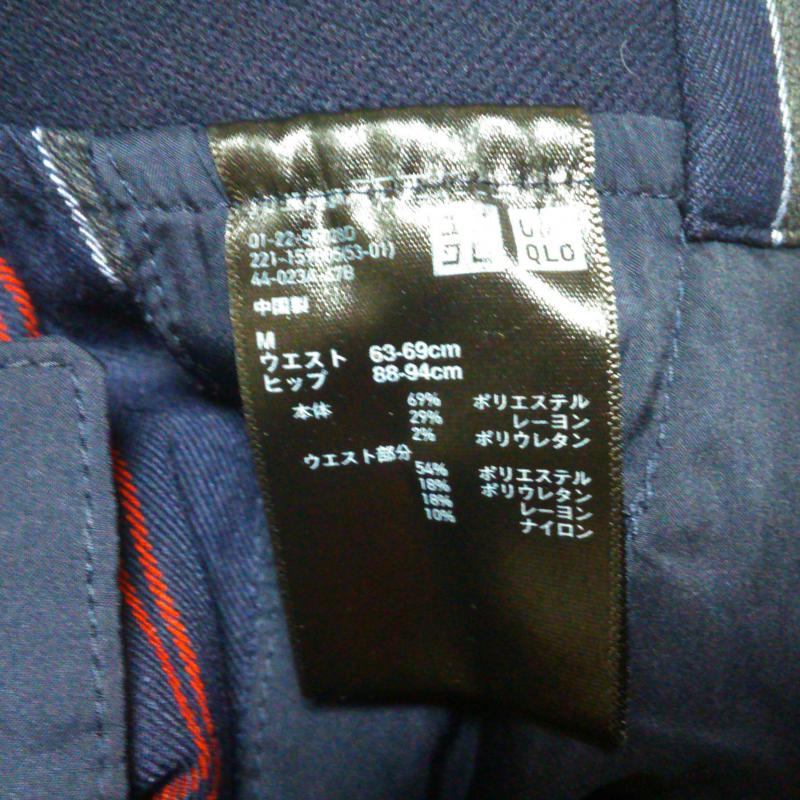 ユニ UNI
クロ QLO
221-15
44-0234
中国製
M
ウエスト 63-69cm
ヒップ 88-94cm
本体 69% ポリエステル
29% レーヨン
2% ポリウレタン
ウエスト部分
54% ポリエステル
18% ポリウレタン
18% レーヨン
10% ナイロン